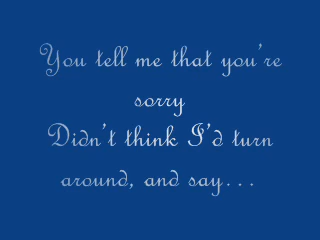 You tell me that you're
sorry
Didn't think I'd turn
around, and say...